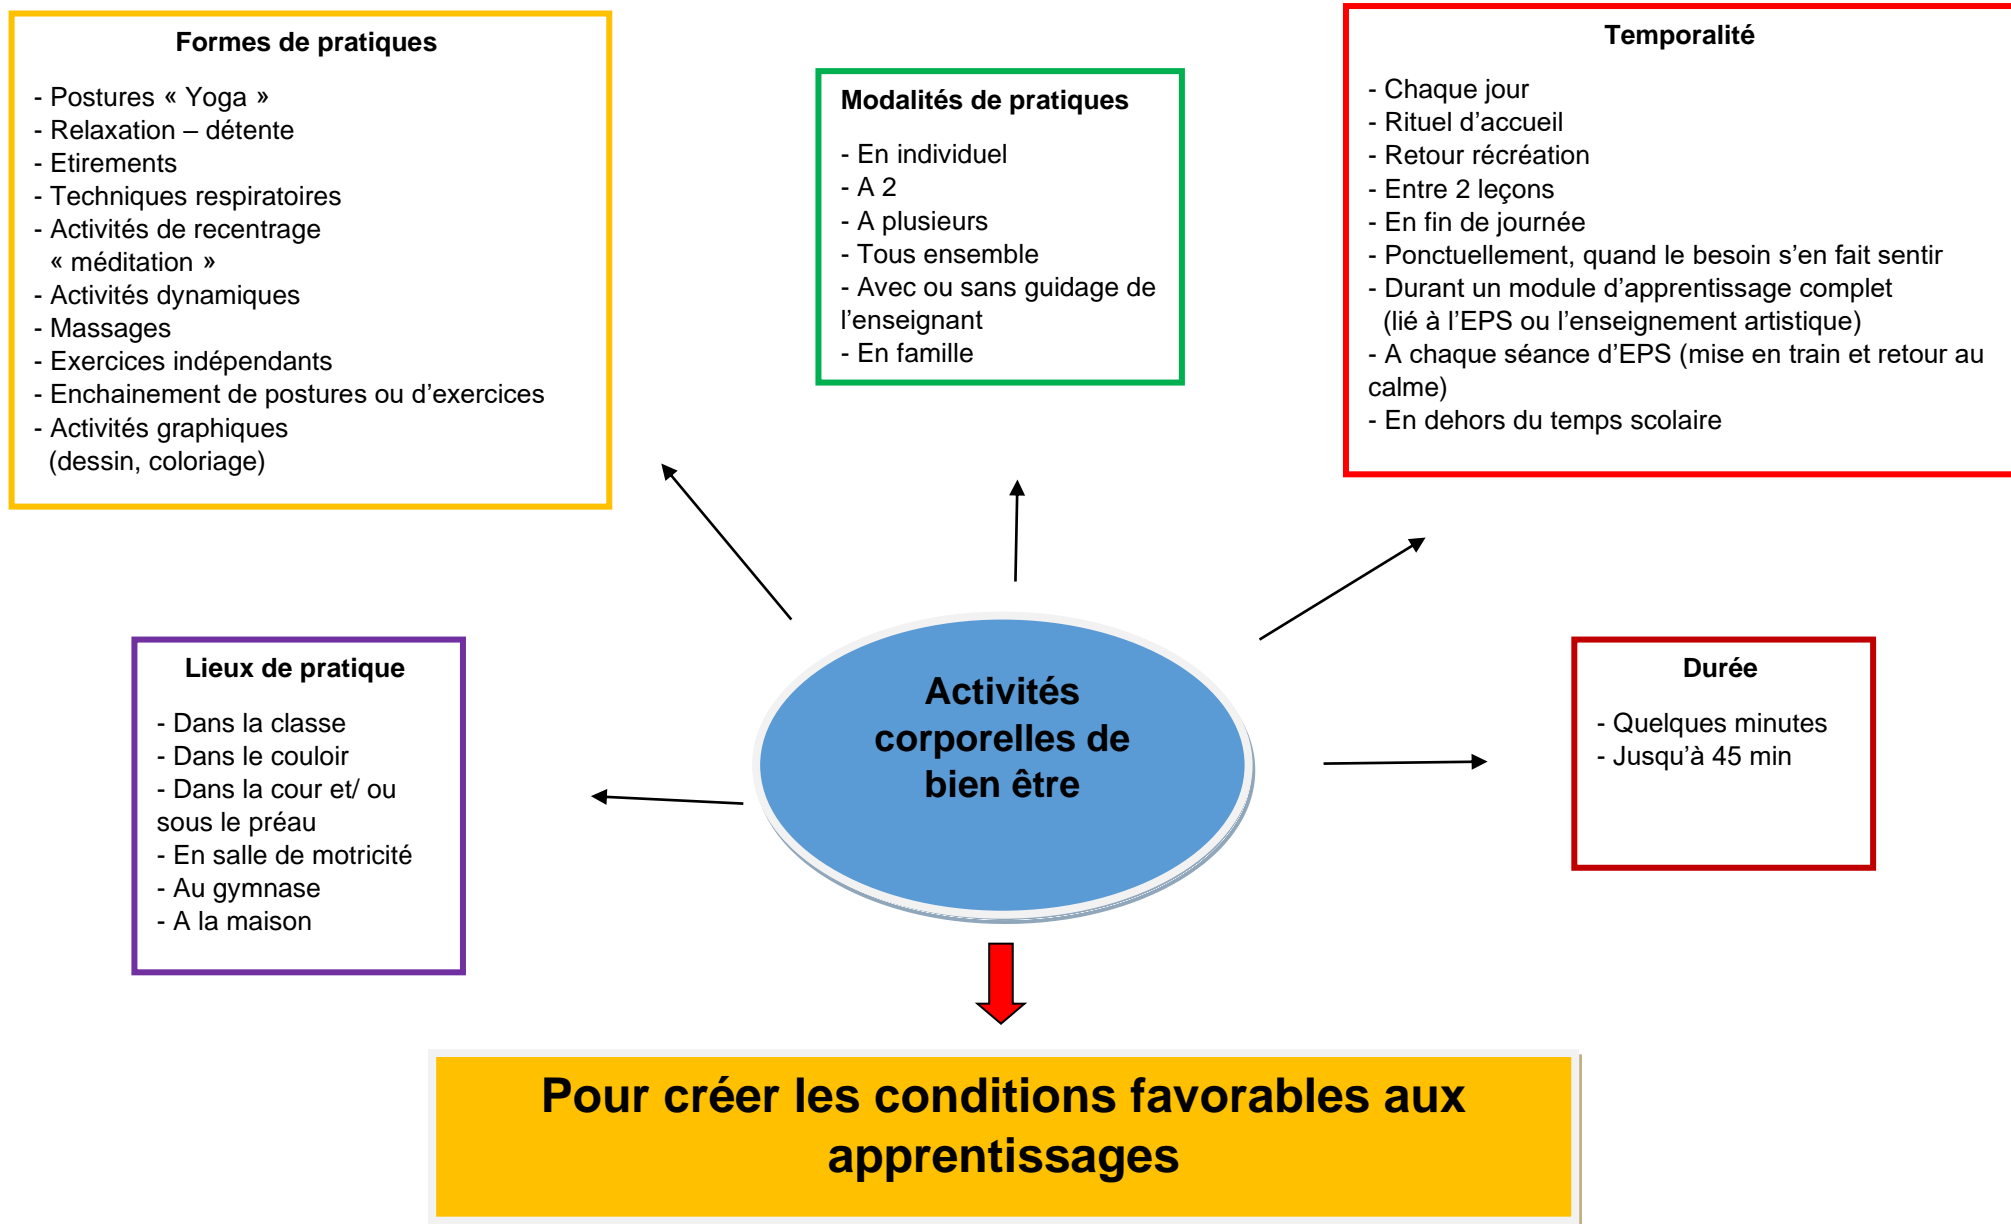 Formes de pratiques
- Postures « Yoga »
- Relaxation – détente
- Etirements
- Techniques respiratoires
- Activités de recentrage
« méditation »
- Activités dynamiques
- Massages
- Exercices indépendants
- Enchainement de postures ou d’exercices
- Activités graphiques
(dessin, coloriage)
Modalités de pratiques
- En individuel
- A 2
- A plusieurs
- Tous ensemble
- Avec ou sans guidage de
l’enseignant
- En famille
Temporalité
- Chaque jour
- Rituel d’accueil
- Retour récréation
- Entre 2 leçons
- En fin de journée
- Ponctuellement, quand le besoin s’en fait sentir
- Durant un module d’apprentissage complet
(lié à l’EPS ou l’enseignement artistique)
- A chaque séance d’EPS (mise en train et retour au
calme)
- En dehors du temps scolaire
Lieux de pratique
- Dans la classe
- Dans le couloir
- Dans la cour et/ ou
sous le préau
- En salle de motricité
- Au gymnase
- A la maison
Activités
corporelles de
bien être
Durée
- Quelques minutes
- Jusqu’à 45 min
Pour créer les conditions favorables aux
apprentissages